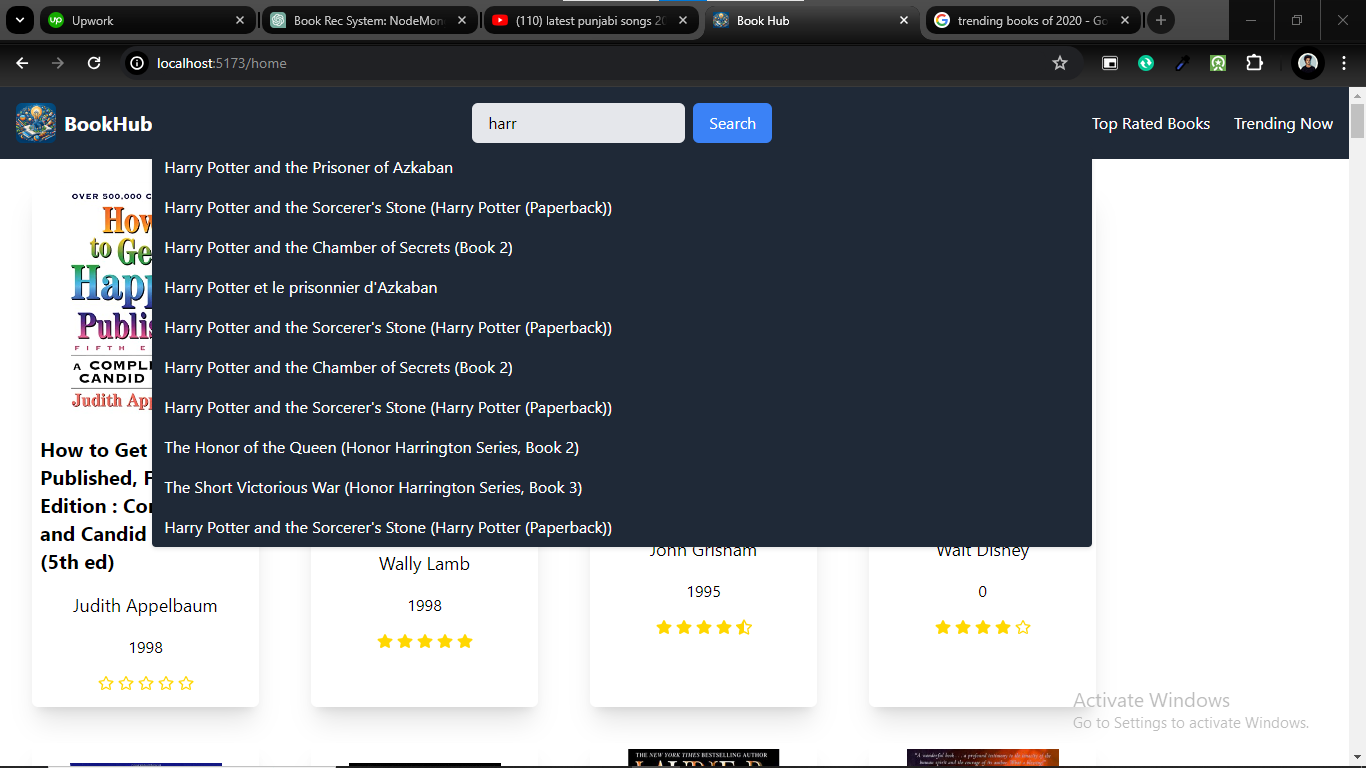 Upwork
Book Rec System: NodeMon
(110) latest punjabi songs 20
Book Hub
trending books of 2020 - Go
localhost:5173/home
BookHub
harr
Search
Top Rated Books
Trending Now
Harry Potter and the Prisoner of Azkaban
Harry Potter and the Sorcerer's Stone (Harry Potter (Paperback))
Harry Potter and the Chamber of Secrets (Book 2)
Harry Potter et le prisonnier d'Azkaban
Harry Potter and the Sorcerer's Stone (Harry Potter (Paperback))
Harry Potter and the Chamber of Secrets (Book 2)
Harry Potter and the Sorcerer's Stone (Harry Potter (Paperback))
The Honor of the Queen (Honor Harrington Series, Book 2)
The Short Victorious War (Honor Harrington Series, Book 3)
Harry Potter and the Sorcerer's Stone (Harry Potter (Paperback))
OVER 500,000 C
How
to Ge
Happ
Publis
FIFTH E
A COMPL
CANDID
Judith Ap
How to Get
Published, F
Edition : Co
and Candid
(5th ed)
Judith Appelbaum
1998
Wally Lamb
1998
John Grisham
1995
Walt Disney
0
THE NEW YORK TIMES BESTSELLING AUTHOR
Activate Windows
Go to Settings to activate Windows.